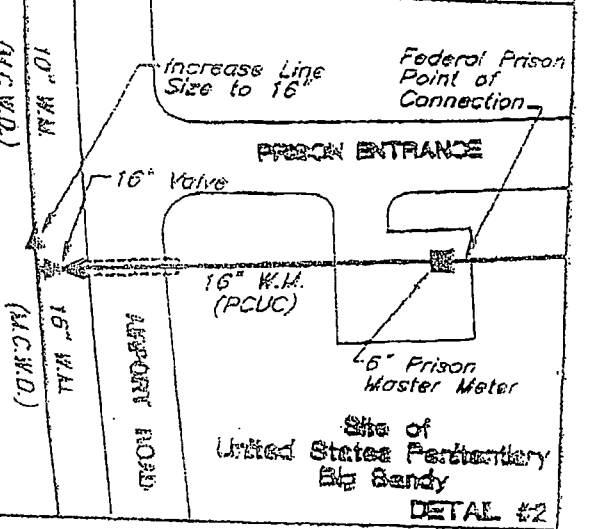 10" W.M.
(M.C.W.D.)
Increase Line
Size to 16"
Federal Prison
Point of
Connection
PRISON ENTRANCE
16" Valve
16" W.M.
(PCUC)
16" W.M.
(M.C.W.D.)
AIRPORT ROAD
6" Prison
Master Meter
Site of
United States Penitentiary
Big Sandy
DETAIL #2